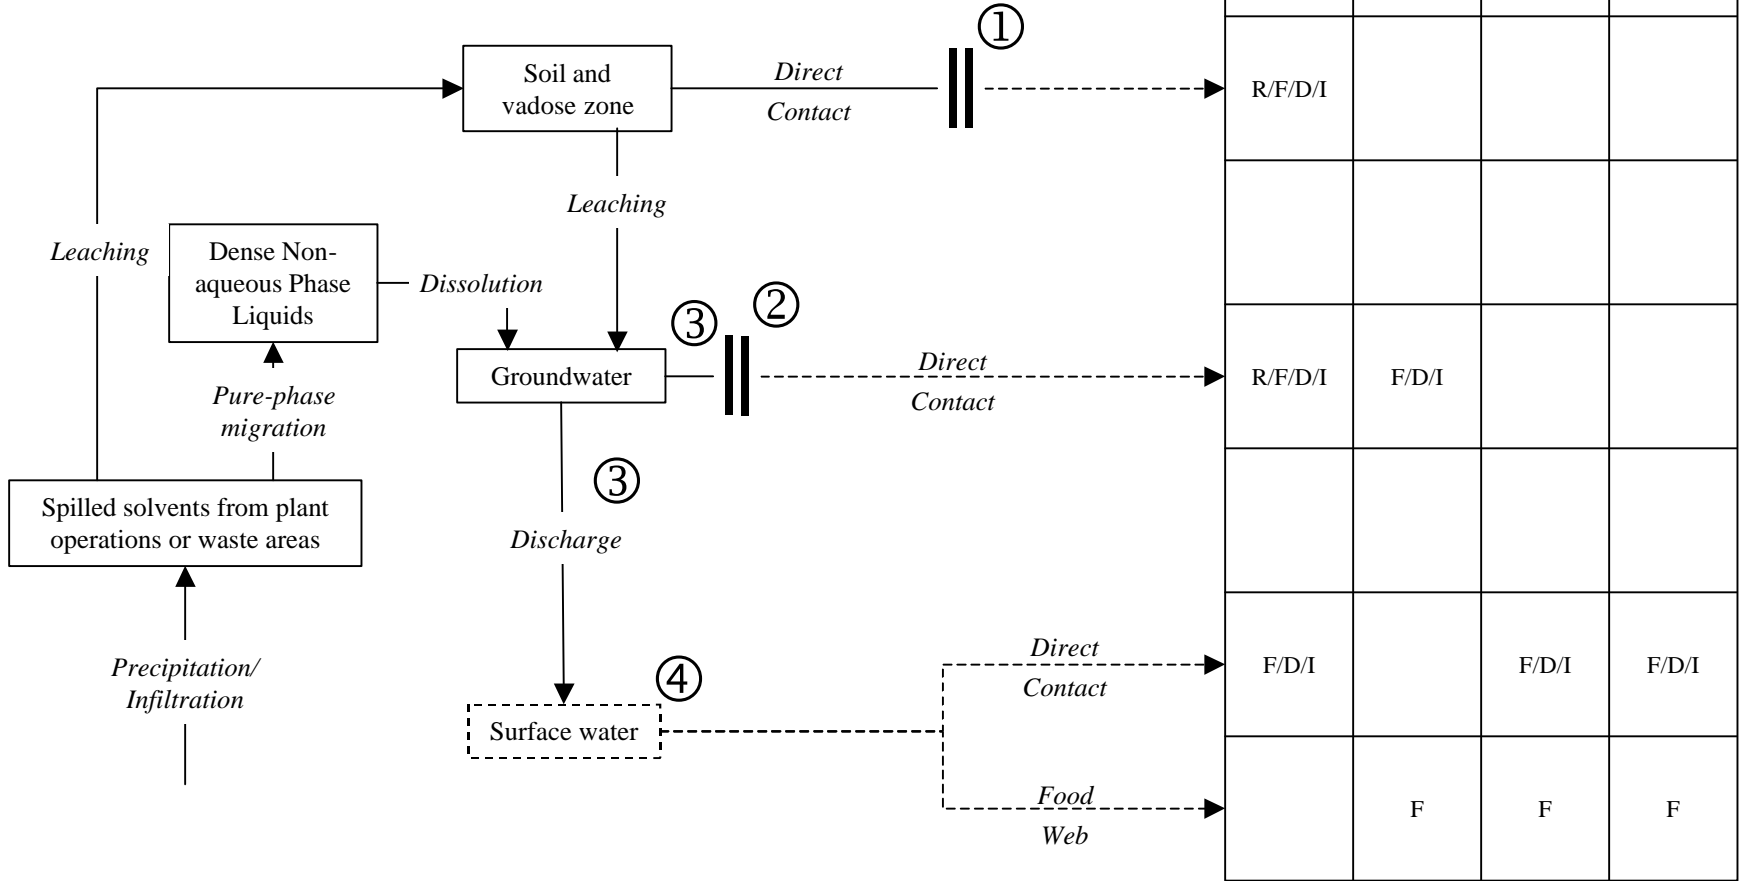 ①
Soil and
vadose zone
Direct
Contact
R/F/D/I
Leaching
Leaching
Dense Non-
aqueous Phase
Liquids
Dissolution
③
②
Groundwater
Direct
Contact
R/F/D/I
F/D/I
Pure-phase
migration
③
Spilled solvents from plant
operations or waste areas
Discharge
Precipitation/
Infiltration
④
Surface water
Direct
Contact
F/D/I
F/D/I
F/D/I
Food
Web
F
F
F